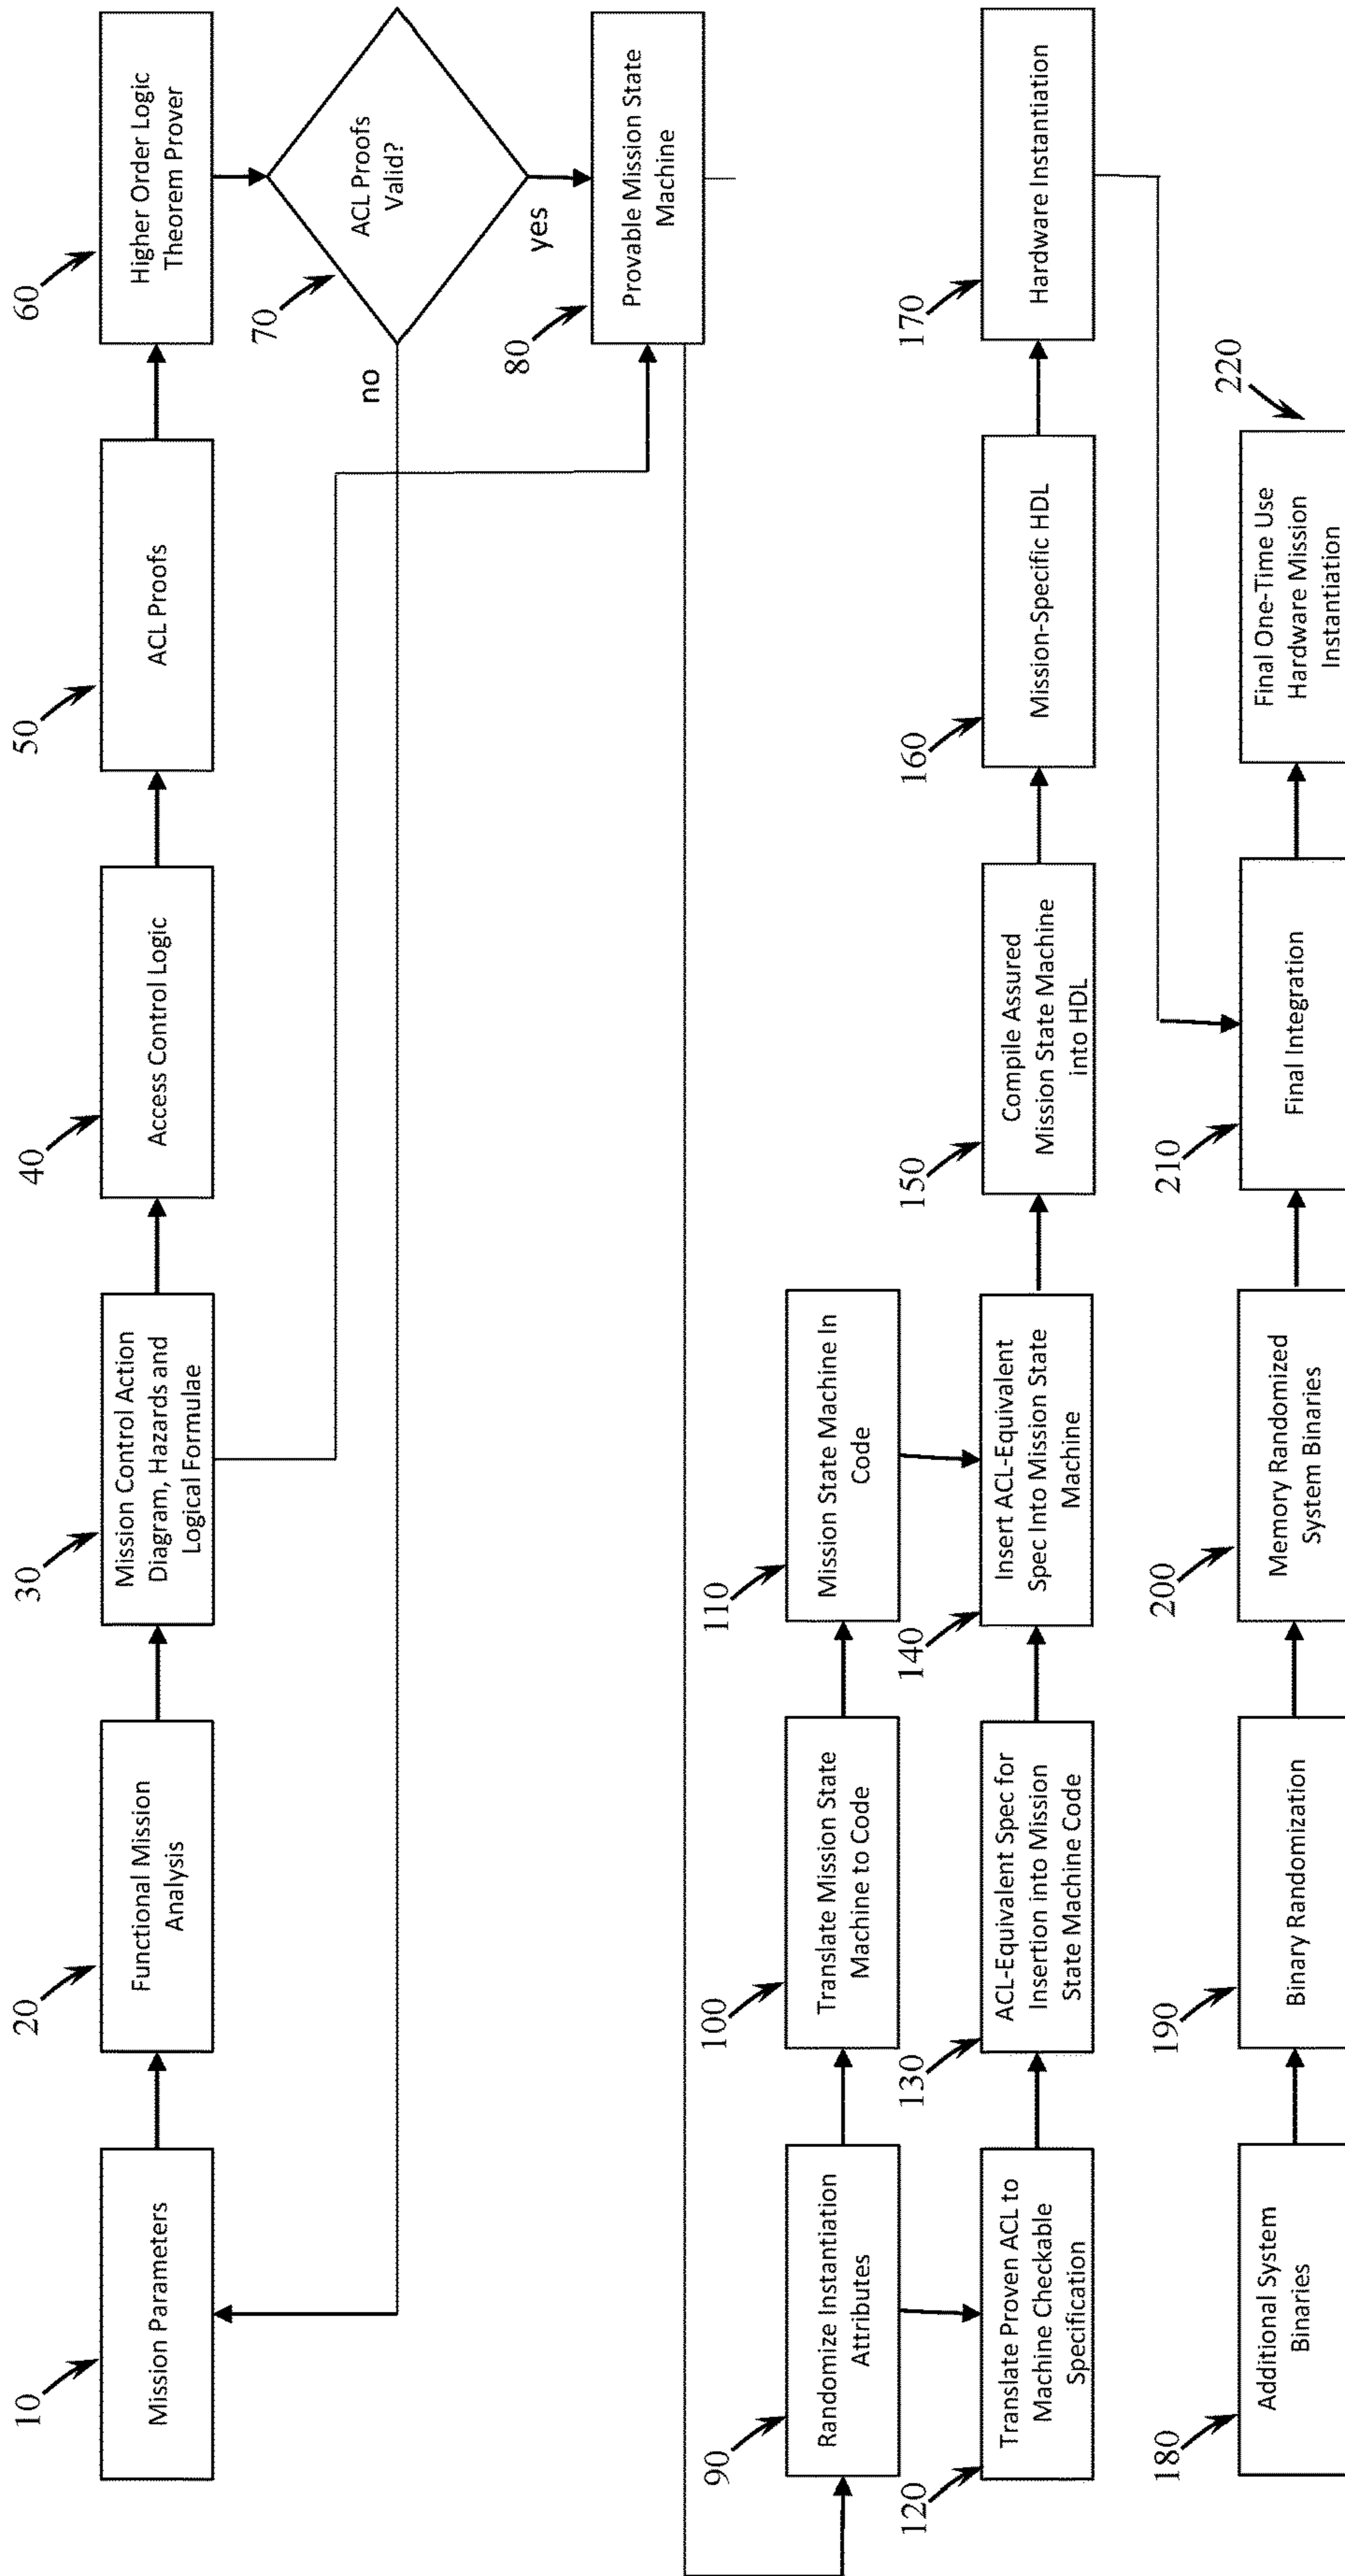 10
Mission Parameters
20
Functional Mission
Analysis
30
Mission Control Action
Diagram, Hazards and
Logical Formulae
40
Access Control Logic
50
ACL Proofs
60
Higher Order Logic
Theorem Prover
70
ACL Proofs
Valid?
no
yes
80
Provable Mission State
Machine
90
Randomize Instantiation
Attributes
100
Translate Mission State
Machine to Code
110
Mission State Machine In
Code
120
Translate Proven ACL to
Machine Checkable
Specification
130
ACL-Equivalent Spec for
Insertion into Mission
State Machine Code
140
Insert ACL-Equivalent
Spec Into Mission State
Machine
150
Compile Assured
Mission State Machine
into HDL
160
Mission-Specific HDL
170
Hardware Instantiation
180
Additional System
Binaries
190
Binary Randomization
200
Memory Randomized
System Binaries
210
Final Integration
220
Final One-Time Use
Hardware Mission
Instantiation